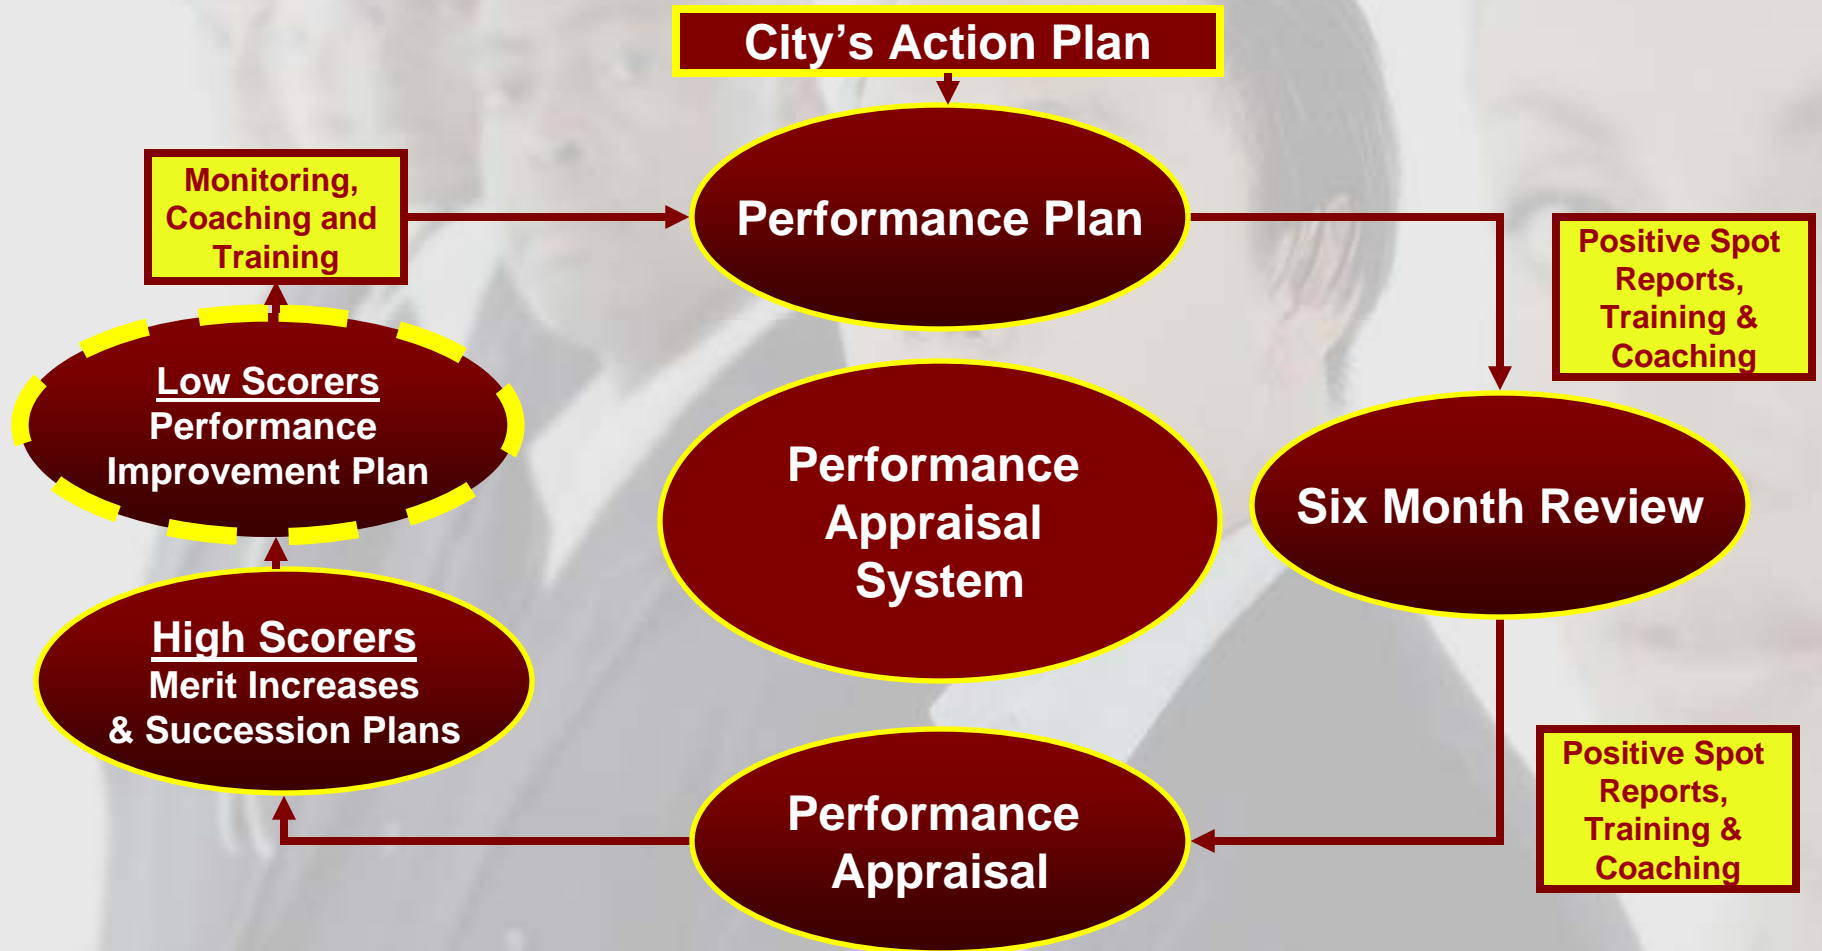 City’s Action Plan
Performance Plan
Monitoring,
Coaching and
Training
Positive Spot
Reports,
Training &
Coaching
Low Scorers
Performance
Improvement Plan
Performance
Appraisal
System
Six Month Review
High Scorers
Merit Increases
& Succession Plans
Performance
Appraisal
Positive Spot
Reports,
Training &
Coaching